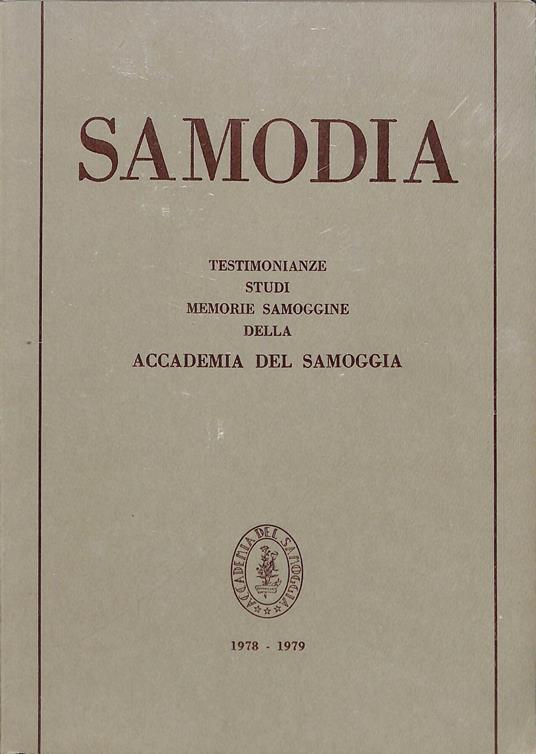 SAMODIA
TESTIMONIANZE
STUDI
MEMORIE SAMOGGINE
DELLA
ACCADEMIA DEL SAMOGGIA
ACCADEMIA DEL SAMOGGIA
1978 - 1979